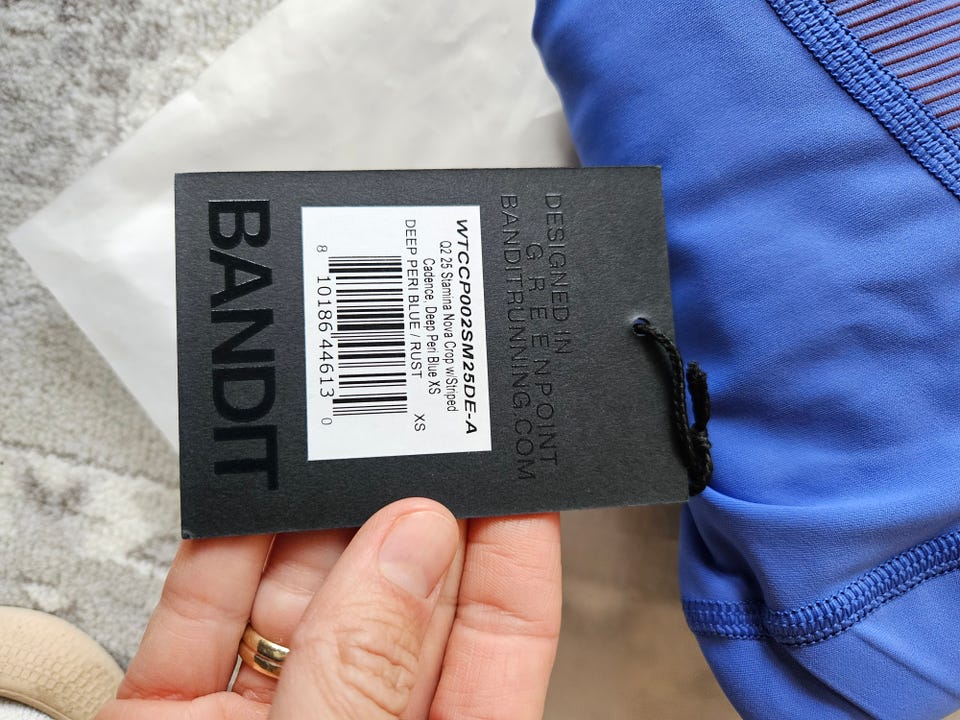 DESIGNED IN
GREENPOINT
BANDITRUNNING.COM
WTCCP002SM25DE-A
Q2 25 Stamina Nova Crop w/Striped
Cadence, Deep Peri Blue XS
8 10186 44613 0
DEEP PERI BLUE / RUST XS
BANDIT